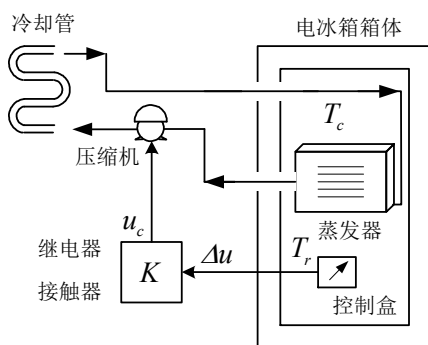 冷却管
电冰箱箱体
T_c
压缩机
蒸发器
u_c
继电器
接触器
K
Δu
T_r
控制盒